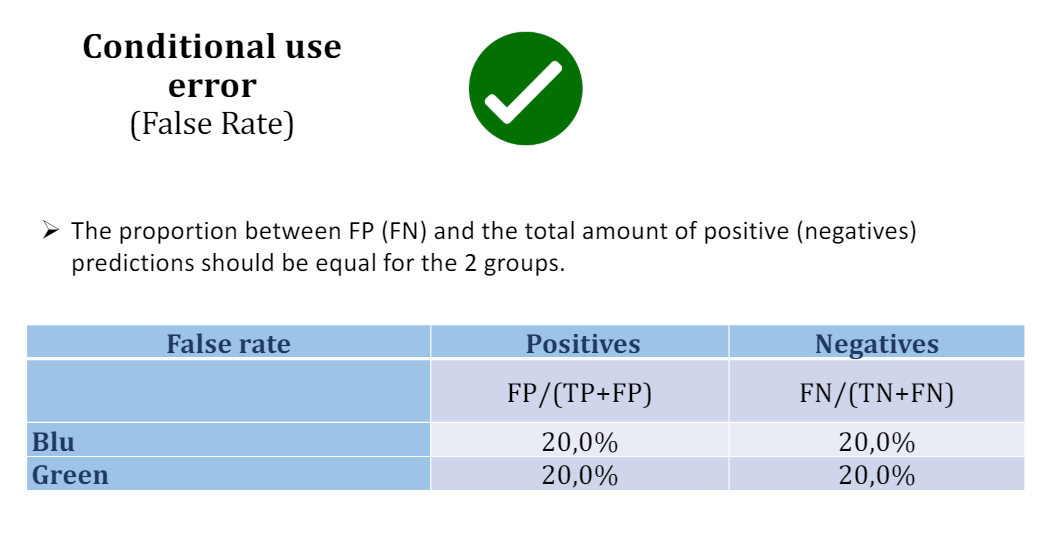 Conditional use
error
(False Rate)
➢ The proportion between FP (FN) and the total amount of positive (negatives)
predictions should be equal for the 2 groups.
False rate Positives Negatives
FP/(TP+FP) FN/(TN+FN)
Blu 20,0% 20,0%
Green 20,0% 20,0%